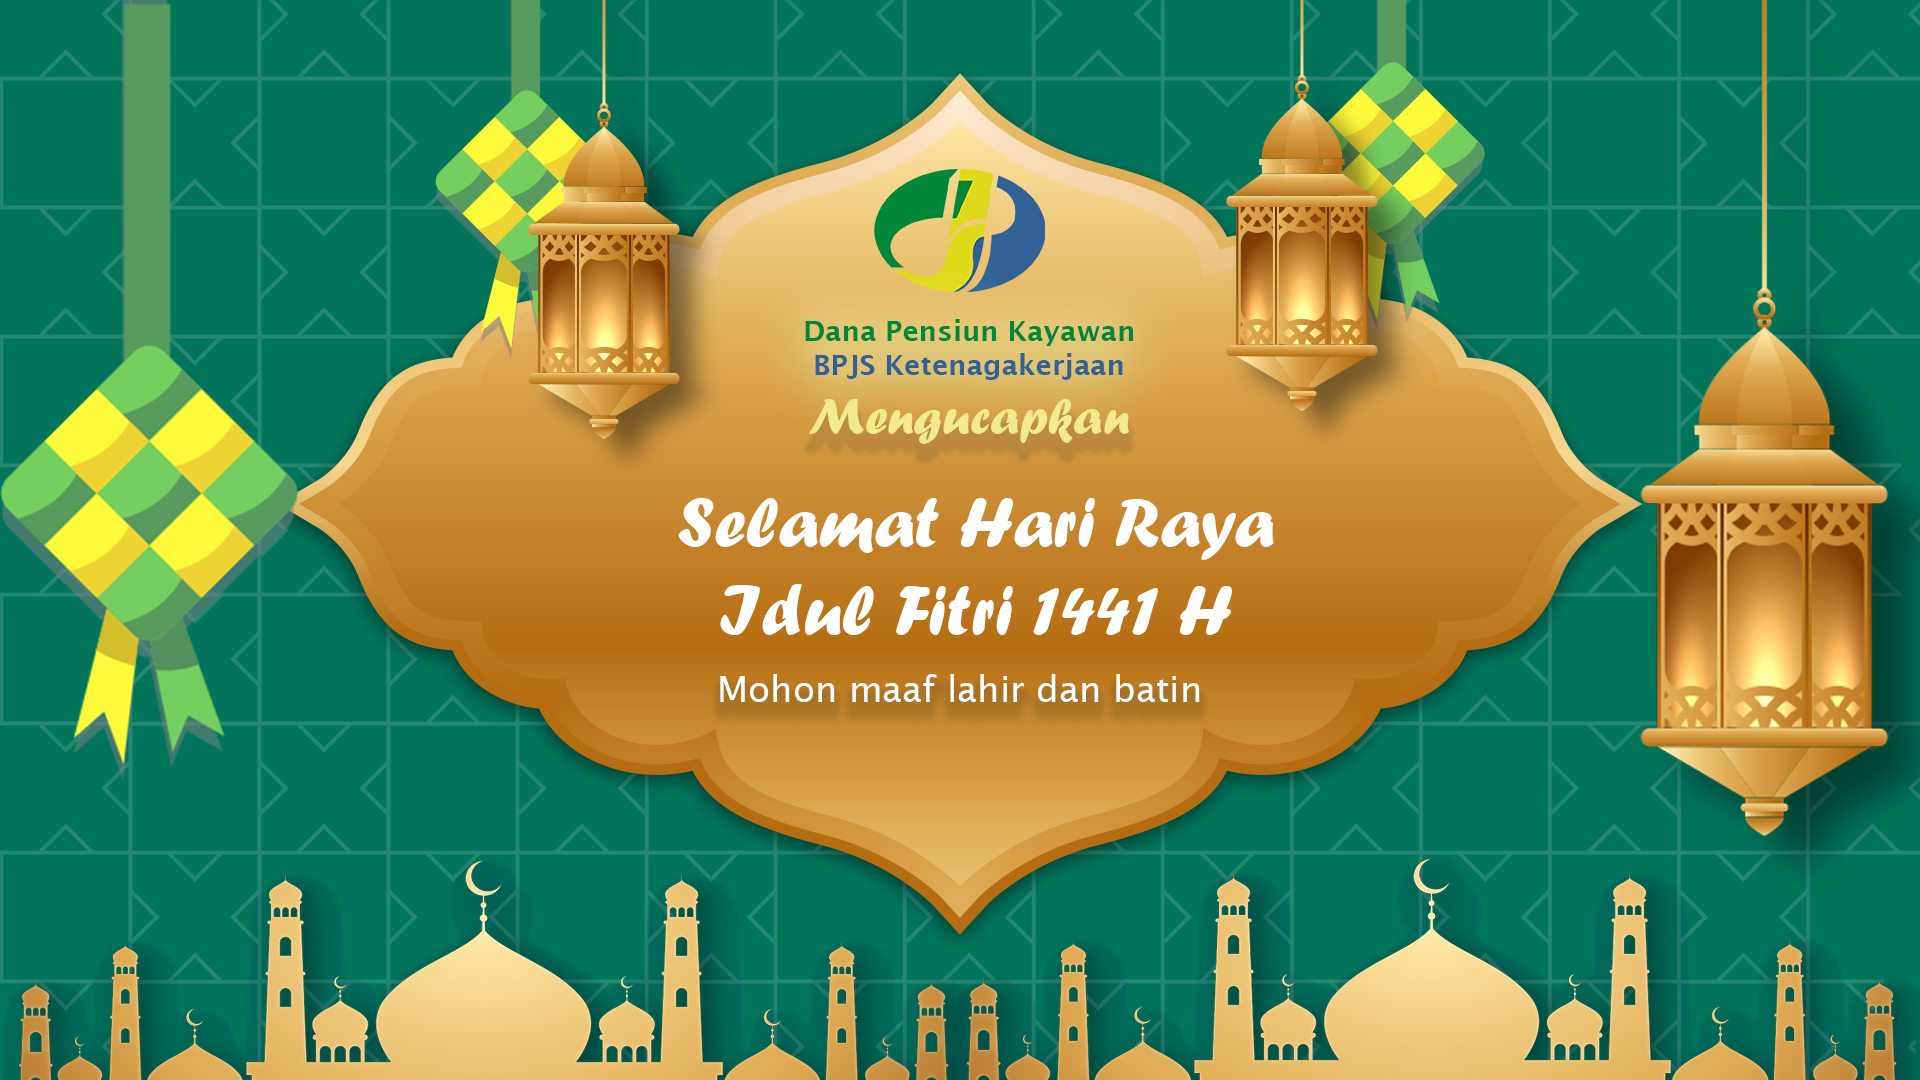 Dana Pensiun Kayawan
BPJS Ketenagakerjaan
Mengucapkan
Selamat Hari Raya
Idul Fitri 1441 H
Mohon maaf lahir dan batin